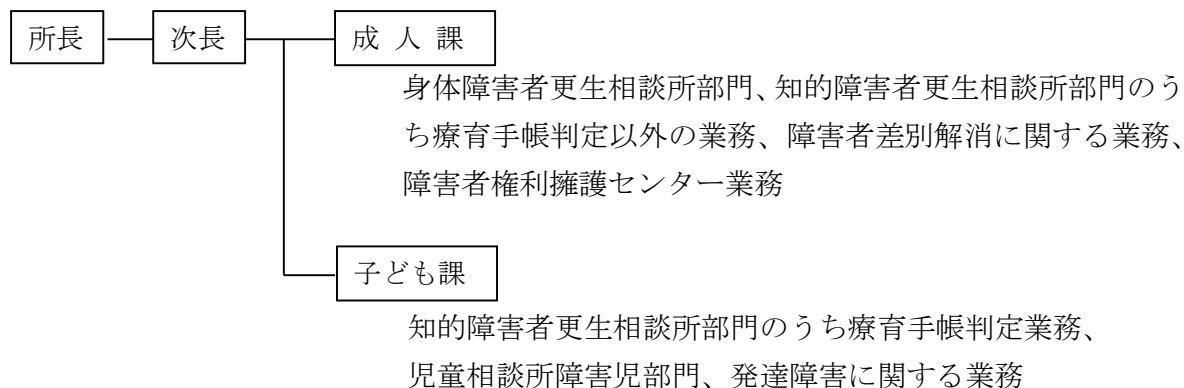 所長
次長
成 人 課
身体障害者更生相談所部門、知的障害者更生相談所部門のう
ち療育手帳判定以外の業務、障害者差別解消に関する業務、
障害者権利擁護センター業務
子ども課
知的障害者更生相談所部門のうち療育手帳判定業務、
児童相談所障害児部門、発達障害に関する業務